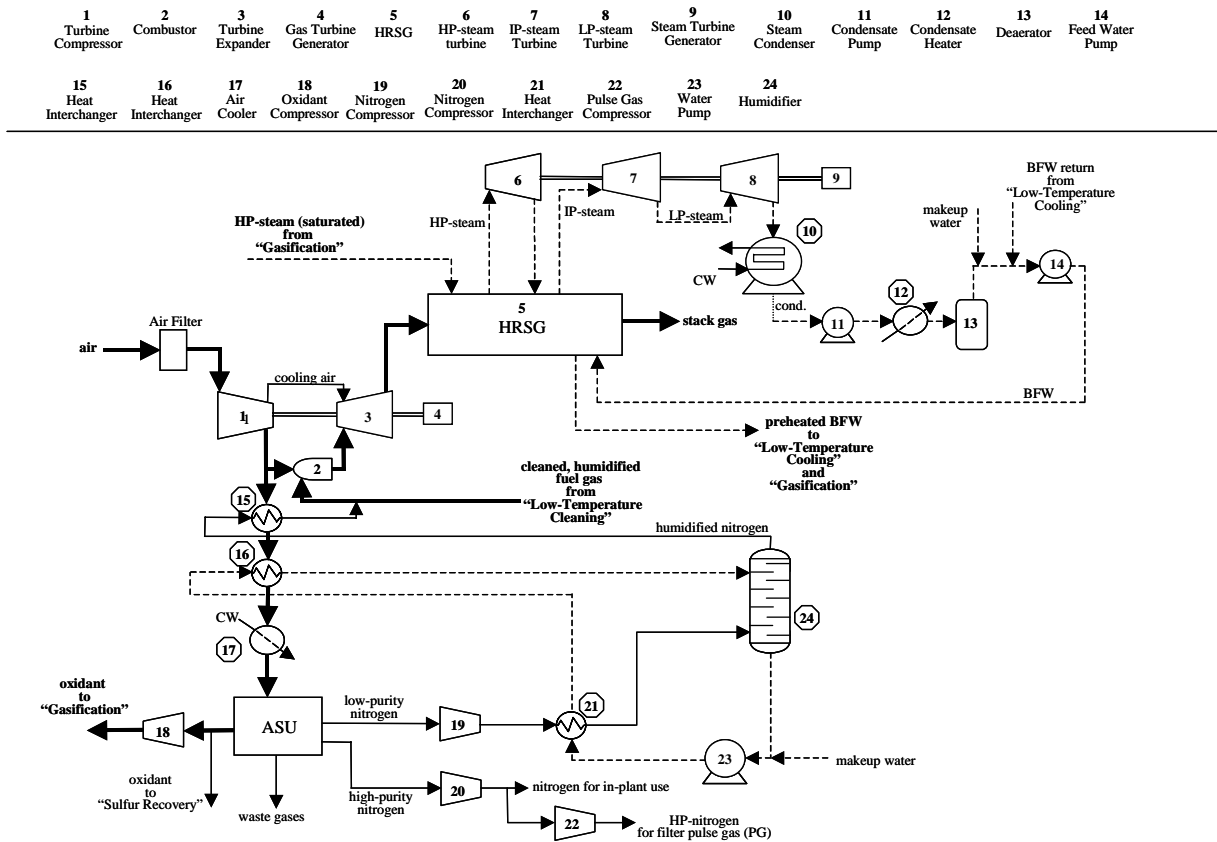 1 2 3 4 5 6 7 8 9 10 11 12 13 14
Turbine Combustor Turbine Gas Turbine HRSG HP-steam IP-steam LP-steam Steam Turbine Steam Condensate Condensate Deaerator Feed Water
Compressor Expander Generator turbine Turbine Turbine Generator Condenser Pump Heater Pump
15 16 17 18 19 20 21 22 23 24
Heat Heat Air Oxidant Nitrogen Nitrogen Heat Pulse Gas Water Humidifier
Interchanger Interchanger Cooler Compressor Compressor Compressor Interchanger Compressor Pump
6
7
8
9
BFW return
from
“Low-Temperature
Cooling”
makeup
water
HP-steam
IP-steam
LP-steam
HP-steam (saturated)
from
“Gasification”
10
CW
cond.
11
12
13
14
5
HRSG
stack gas
BFW
Air Filter
air
cooling air
1
3
4
2
preheated BFW
to
“Low-Temperature
Cooling”
and
“Gasification”
cleaned, humidified
fuel gas
from
“Low-Temperature
Cleaning”
15
humidified nitrogen
16
24
CW
17
oxidant
to
“Gasification”
18
ASU
low-purity
nitrogen
19
21
23
makeup water
oxidant
to
“Sulfur Recovery”
waste gases
high-purity
nitrogen
20
nitrogen for in-plant use
22
HP-nitrogen
for filter pulse gas (PG)